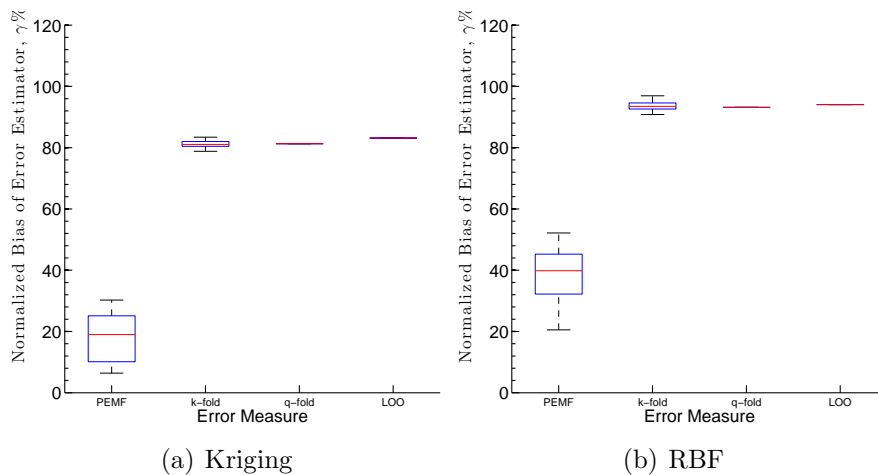 Normalized Bias of Error Estimator, γ%
120
100
80
60
40
20
0
PEMF k−fold q−fold LOO
Error Measure
(a) Kriging
Normalized Bias of Error Estimator, γ%
120
100
80
60
40
20
0
PEMF k−fold q−fold LOO
Error Measure
(b) RBF